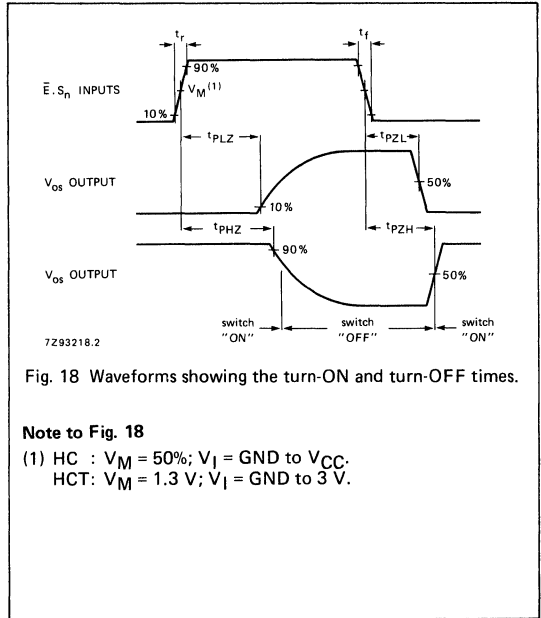 tr
tf
90%
Ē.Sn INPUTS
VM(1)
10%
tPLZ
tPZL
Vos OUTPUT
50%
10%
tPHZ
tPZH
90%
Vos OUTPUT
50%
switch "ON"
switch "OFF"
switch "ON"
7Z93218.2
Fig. 18 Waveforms showing the turn-ON and turn-OFF times.
Note to Fig. 18
(1) HC : VM = 50%; VI = GND to VCC.
HCT: VM = 1.3 V; VI = GND to 3 V.